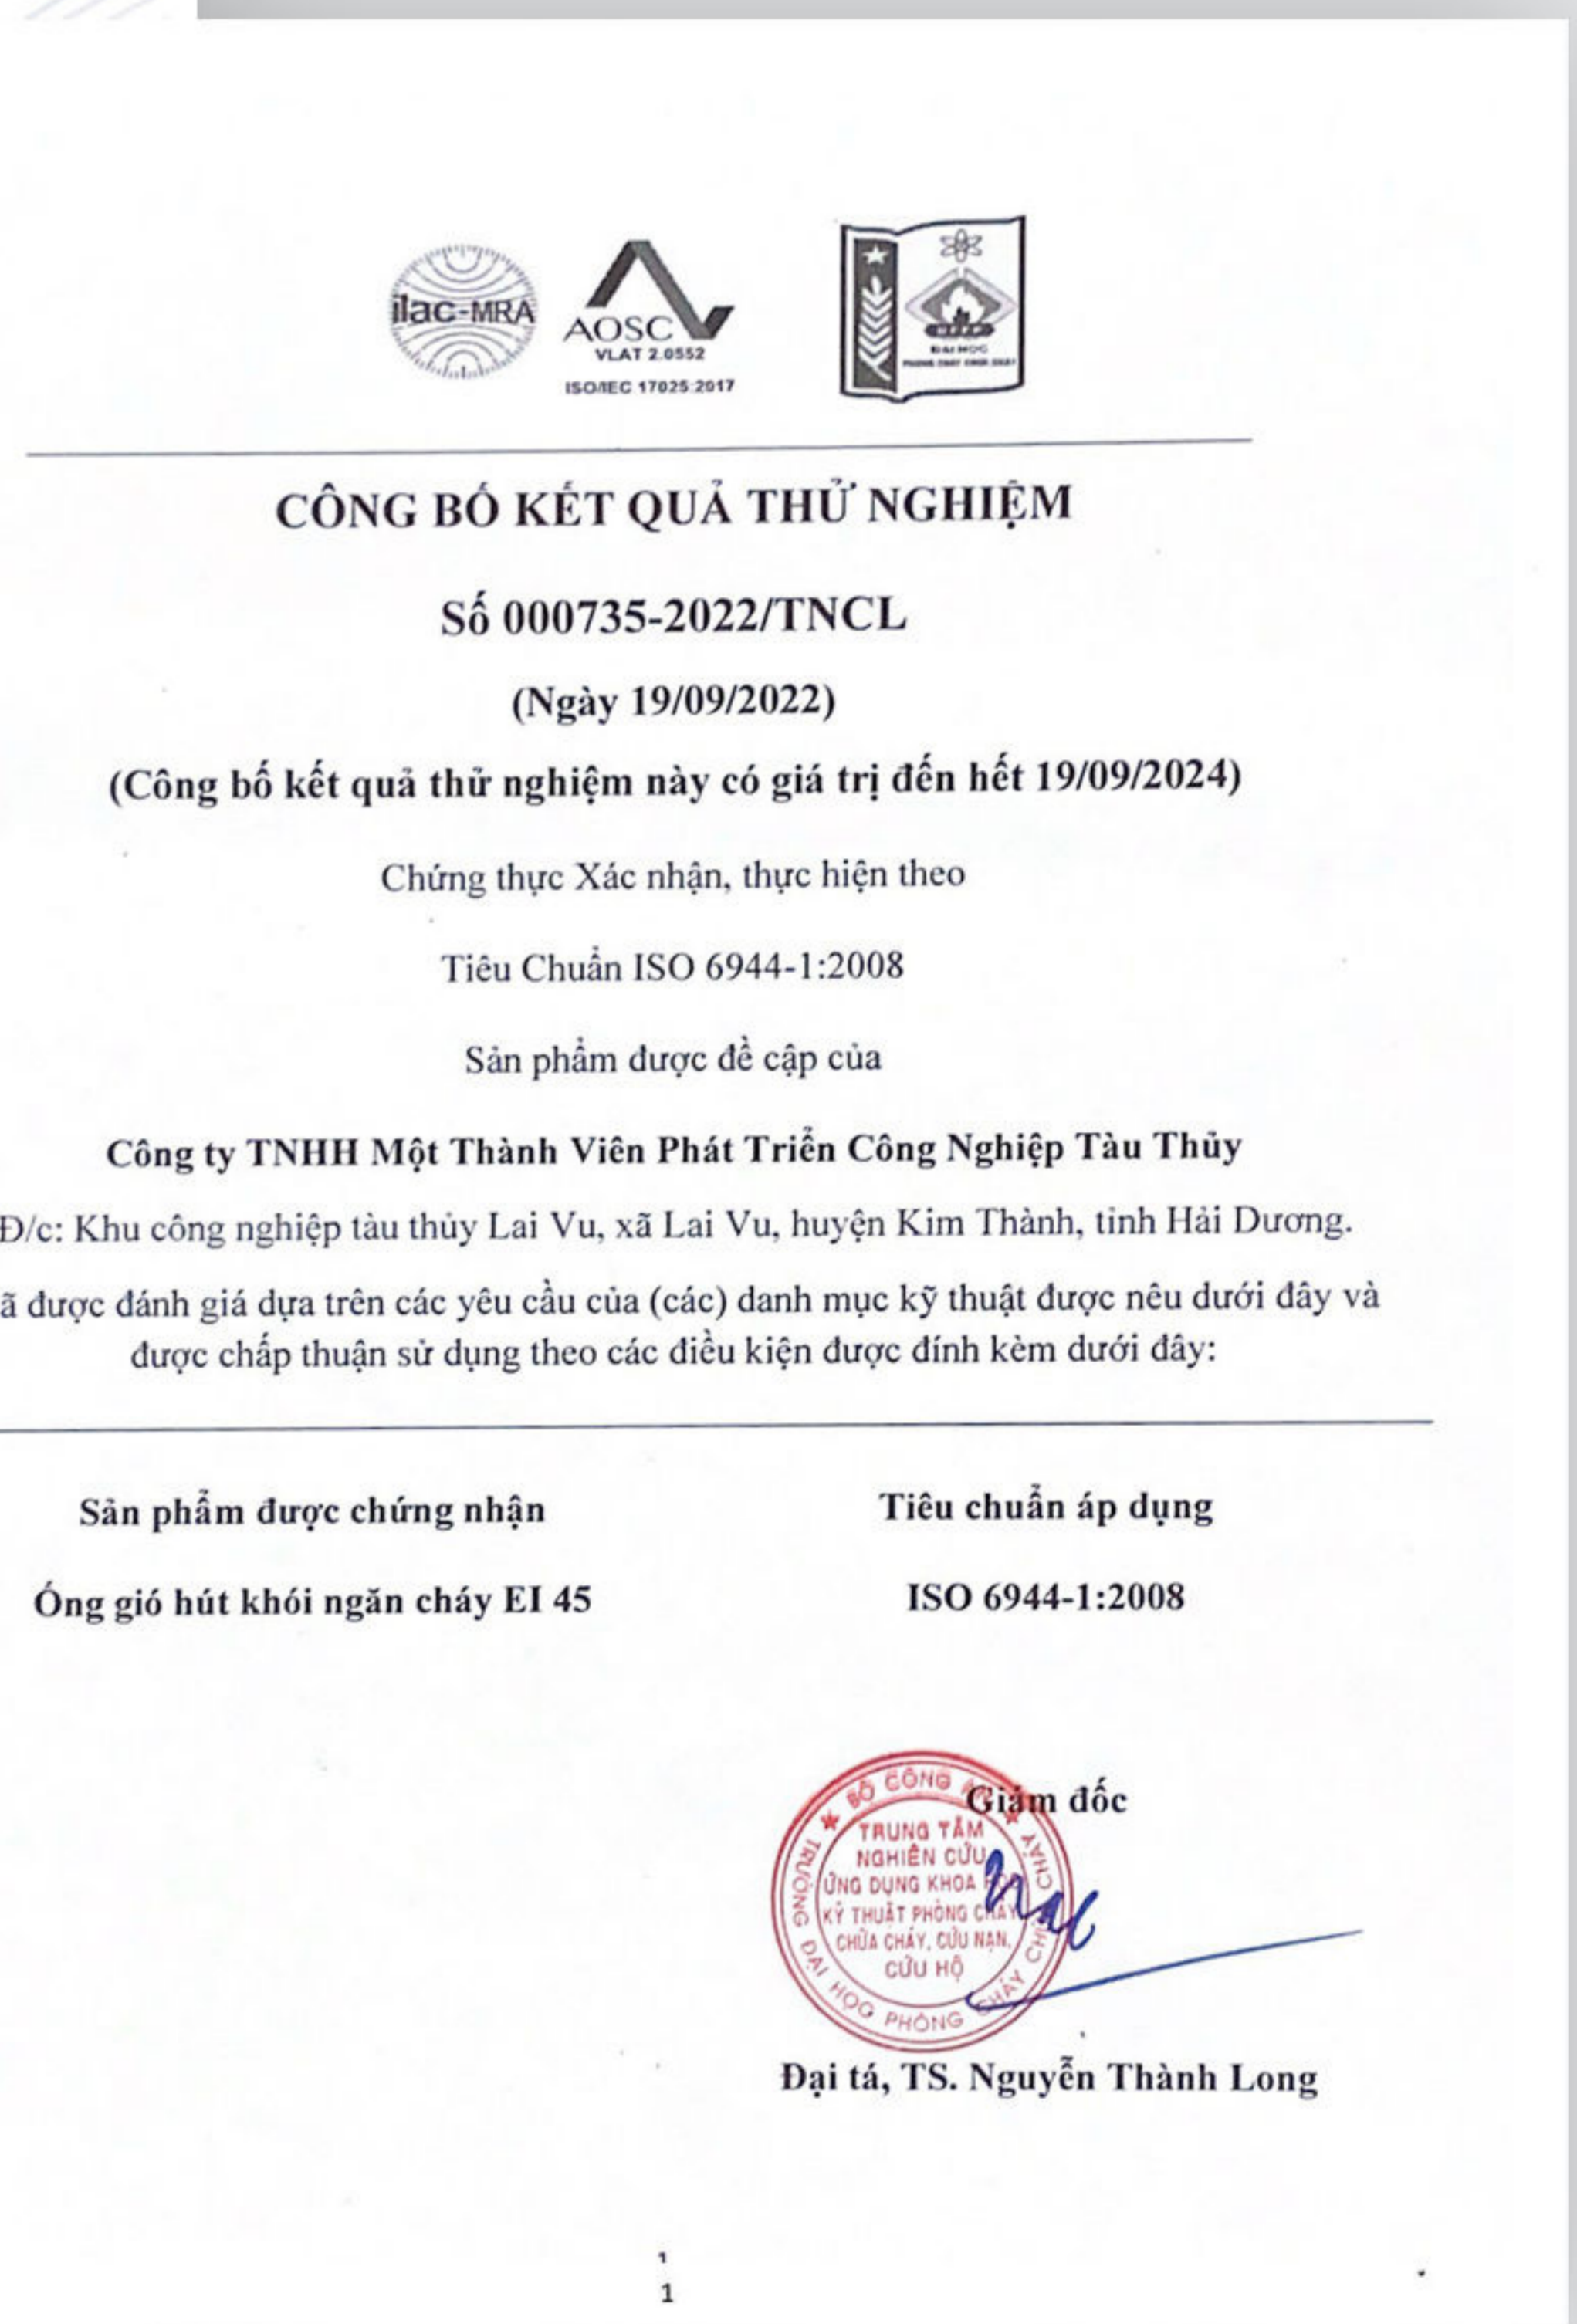 ilac-MRA
AOSC
VLAT 2.0552
ISO/IEC 17025:2017
ĐẠI HỌC
PHÒNG CHÁY CHỮA CHÁY
CÔNG BỐ KẾT QUẢ THỬ NGHIỆM
Số 000735-2022/TNCL
(Ngày 19/09/2022)
(Công bố kết quả thử nghiệm này có giá trị đến hết 19/09/2024)
Chứng thực Xác nhận, thực hiện theo
Tiêu Chuẩn ISO 6944-1:2008
Sản phẩm được đề cập của
Công ty TNHH Một Thành Viên Phát Triển Công Nghiệp Tàu Thủy
Đ/c: Khu công nghiệp tàu thủy Lai Vu, xã Lai Vu, huyện Kim Thành, tỉnh Hải Dương.
ã được đánh giá dựa trên các yêu cầu của (các) danh mục kỹ thuật được nêu dưới đây và
được chấp thuận sử dụng theo các điều kiện được đính kèm dưới đây:
Sản phẩm được chứng nhận
Tiêu chuẩn áp dụng
Ống gió hút khói ngăn cháy EI 45
ISO 6944-1:2008
Giám đốc
BỘ CÔNG AN
TRƯỜNG ĐẠI HỌC PHÒNG CHÁY CHỮA CHÁY
TRUNG TÂM
NGHIÊN CỨU
ỨNG DỤNG KHOA HỌC
KỸ THUẬT PHÒNG CHÁY
CHỮA CHÁY, CỨU NẠN,
CỨU HỘ
Đại tá, TS. Nguyễn Thành Long
1
1